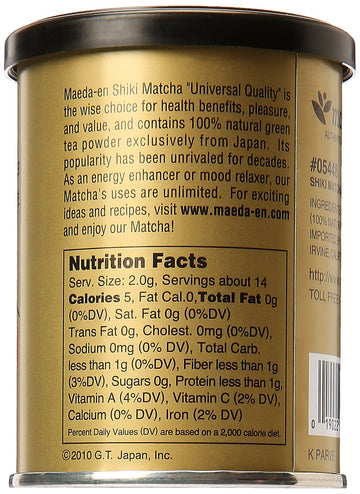 Maeda-en Shiki Matcha "Universal Quality" is
the wise choice for health benefits, pleasure,
and value, and contains 100% natural green
tea powder exclusively from Japan. Its
popularity has been unrivaled for decades.
As an energy enhancer or mood relaxer, our
Matcha's uses are unlimited. For exciting
ideas and recipes, visit www.maeda-en.com
and enjoy our Matcha!
Nutrition Facts
Serv. Size: 2.0g, Servings about 14
Calories 5, Fat Cal.0,Total Fat 0g
(0%DV), Sat. Fat 0g (0%DV)
Trans Fat 0g, Cholest. 0mg (0%DV),
Sodium 0mg (0%DV), Total Carb.
less than 1g (0%DV), Fiber less than 1g
(3%DV), Sugars 0g, Protein less than 1g,
Vitamin A (4%DV), Vitamin C (2% DV),
Calcium (0% DV), Iron (2% DV)
Percent Daily Values (DV) are based on a 2,000 calorie diet.
©2010 G.T. Japan, Inc.
SHIKI MATCH
(100% NAT
IMPORTED
IRVINE, CAL
TOLL FREE
K PARVE